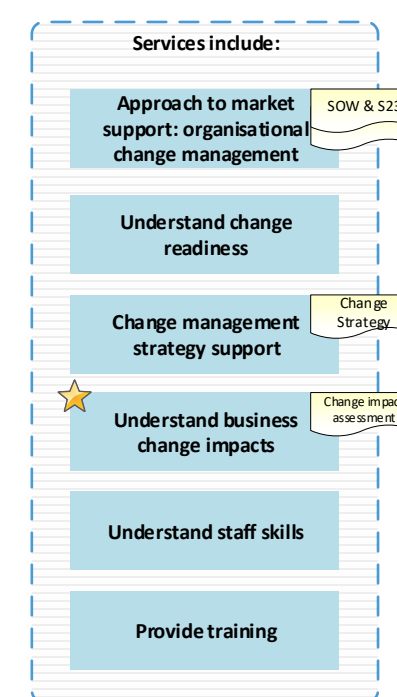 Services include:
Approach to market
support: organisational
change management
SOW & S23
Understand change
readiness
Change management
strategy support
Change
Strategy
Understand business
change impacts
Change impac
assessment
Understand staff skills
Provide training